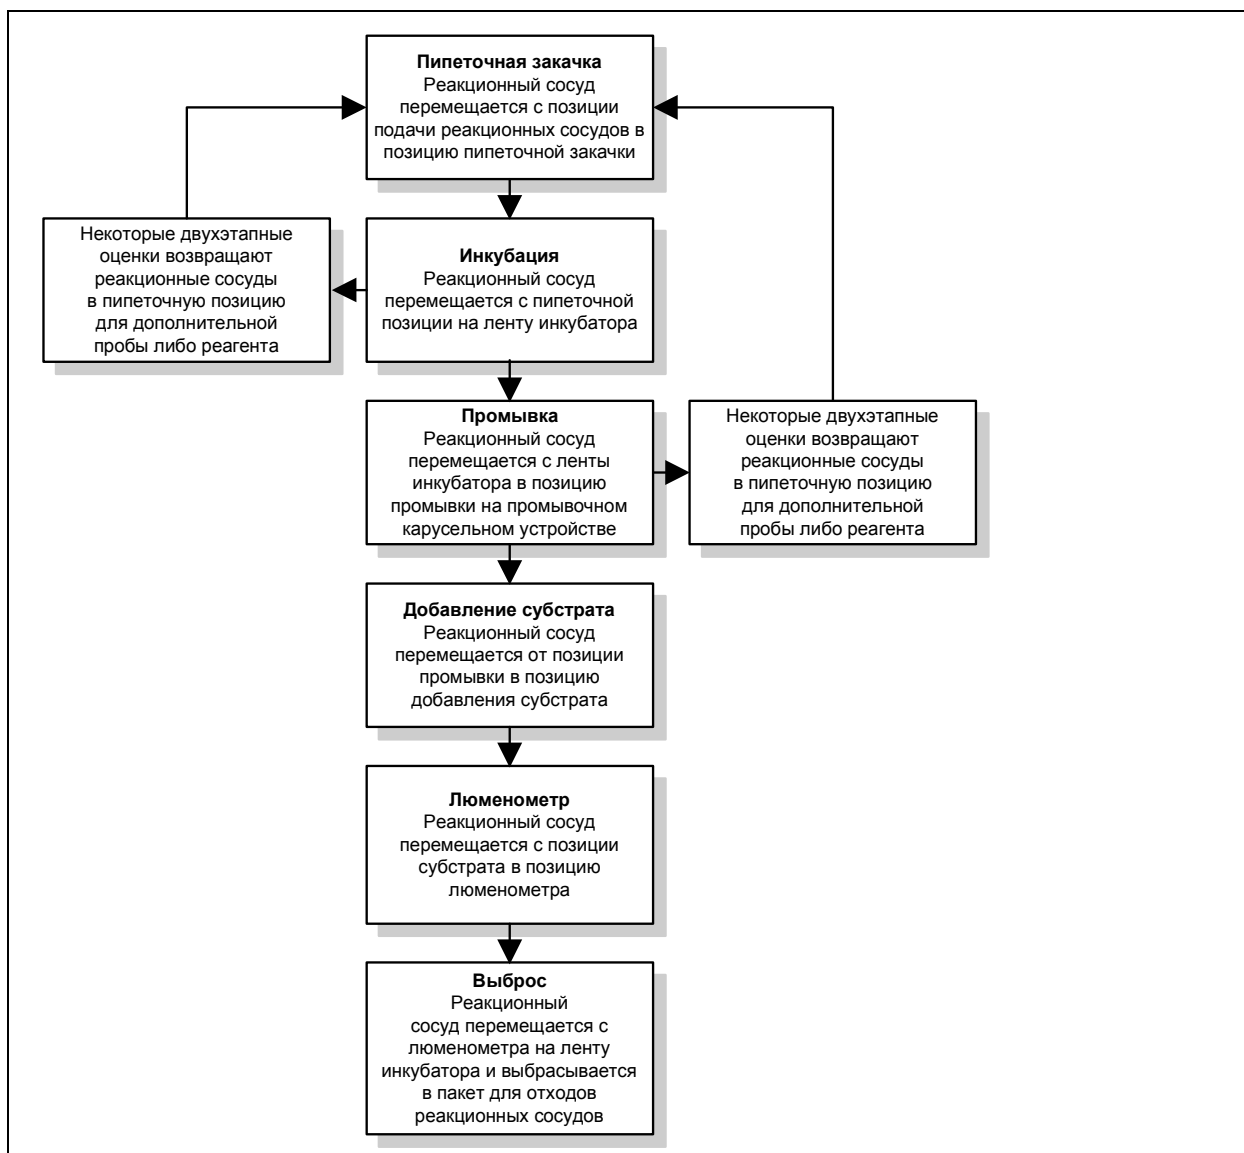 Пипеточная закачка
Реакционный сосуд
перемещается с позиции
подачи реакционных сосудов в
позицию пипеточной закачки
Некоторые двухэтапные
оценки возвращают
реакционные сосуды
в пипеточную позицию
для дополнительной
пробы либо реагента
Инкубация
Реакционный сосуд
перемещается с пипеточной
позиции на ленту инкубатора
Промывка
Реакционный сосуд
перемещается с ленты
инкубатора в позицию
промывки на промывочном
карусельном устройстве
Некоторые двухэтапные
оценки возвращают
реакционные сосуды
в пипеточную позицию
для дополнительной
пробы либо реагента
Добавление субстрата
Реакционный сосуд
перемещается от позиции
промывки в позицию
добавления субстрата
Люменометр
Реакционный сосуд
перемещается с позиции
субстрата в позицию
люменометра
Выброс
Реакционный
сосуд перемещается с
люменометра на ленту
инкубатора и выбрасывается
в пакет для отходов
реакционных сосудов